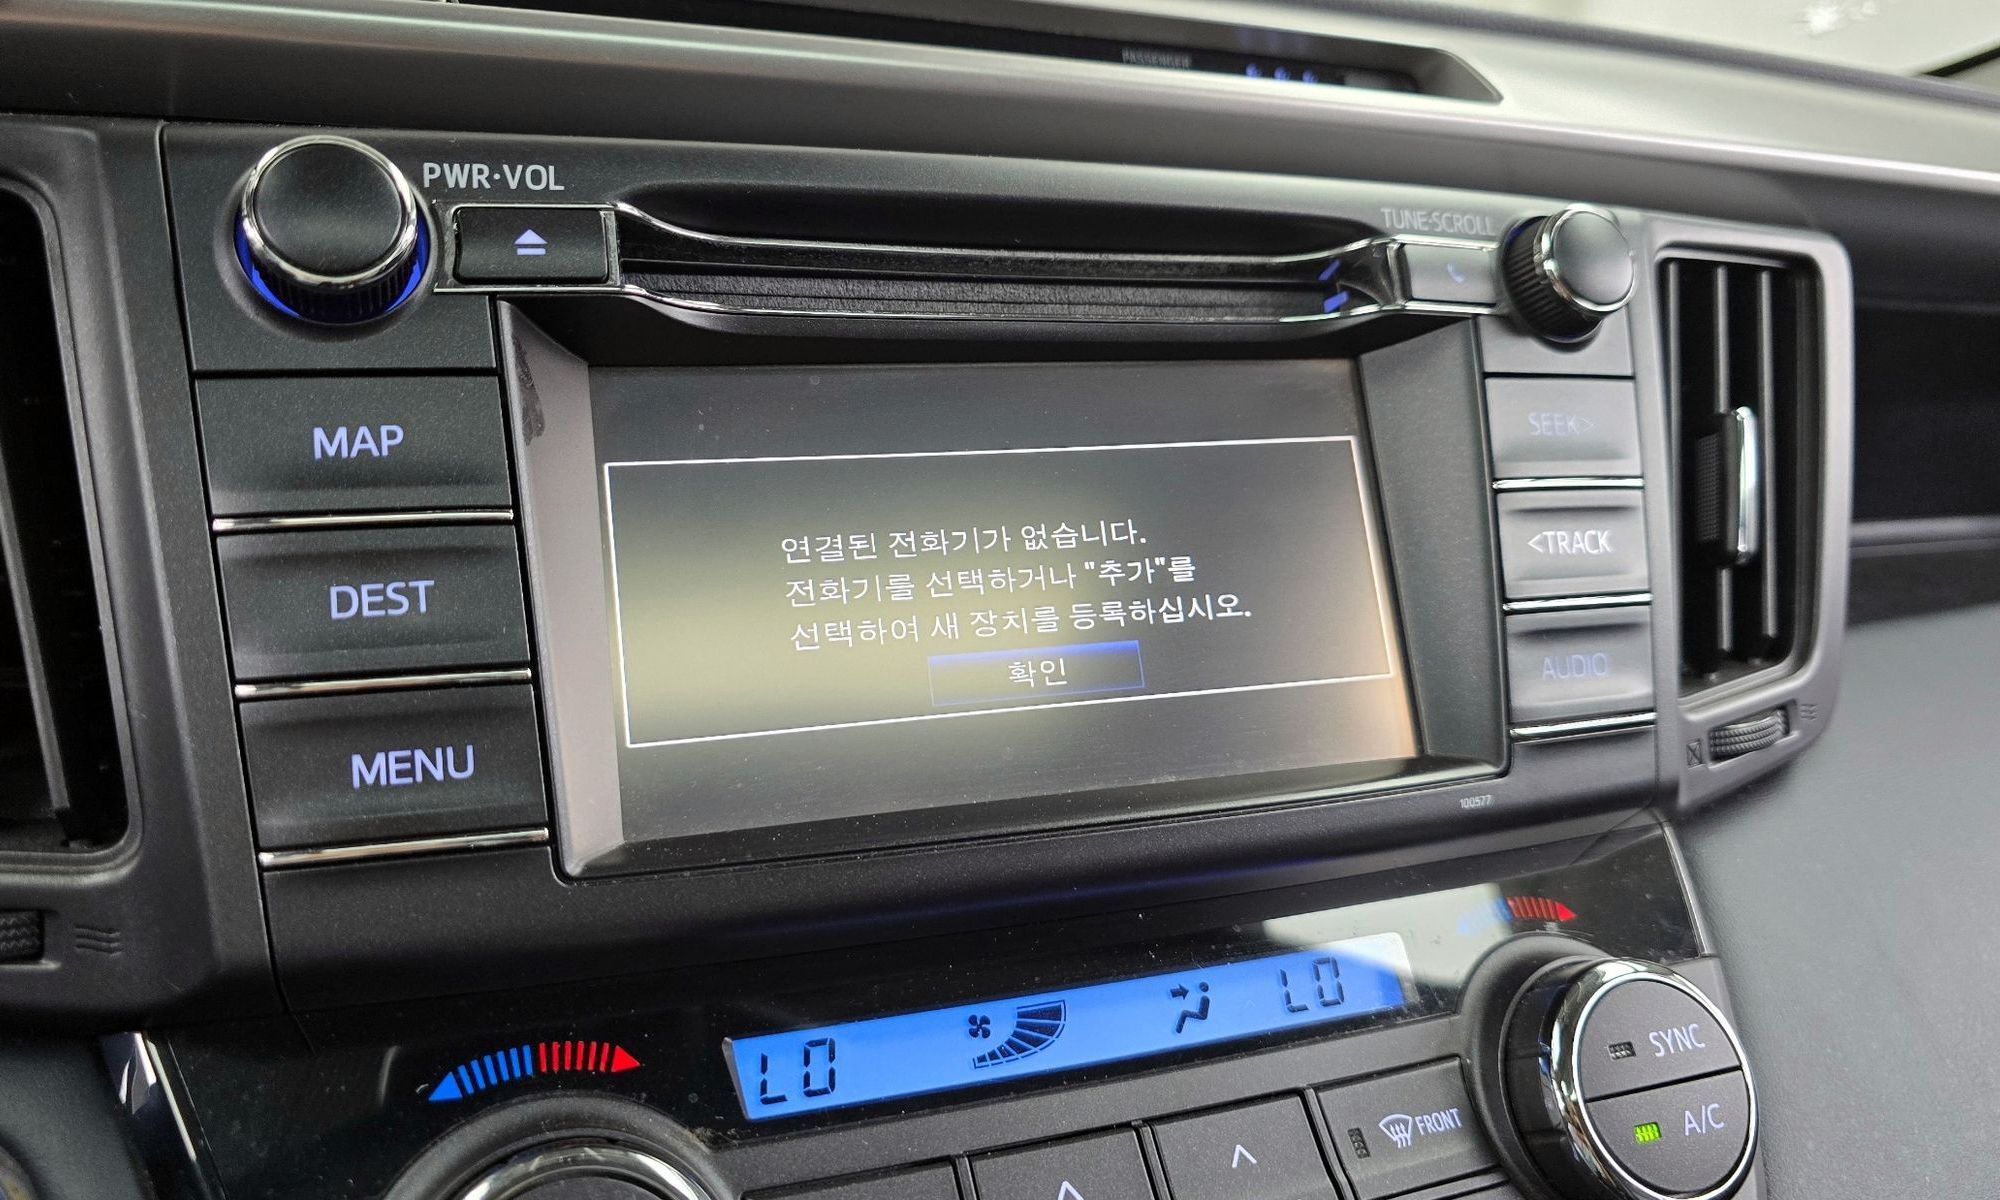 PASSENGER
PWR·VOL
TUNE·SCROLL
MAP
DEST
MENU
SEEK>
<TRACK
AUDIO
연결된 전화기가 없습니다.
전화기를 선택하거나 "추가"를
선택하여 새 장치를 등록하십시오.
확인
100577
LO
LO
SYNC
A/C
FRONT